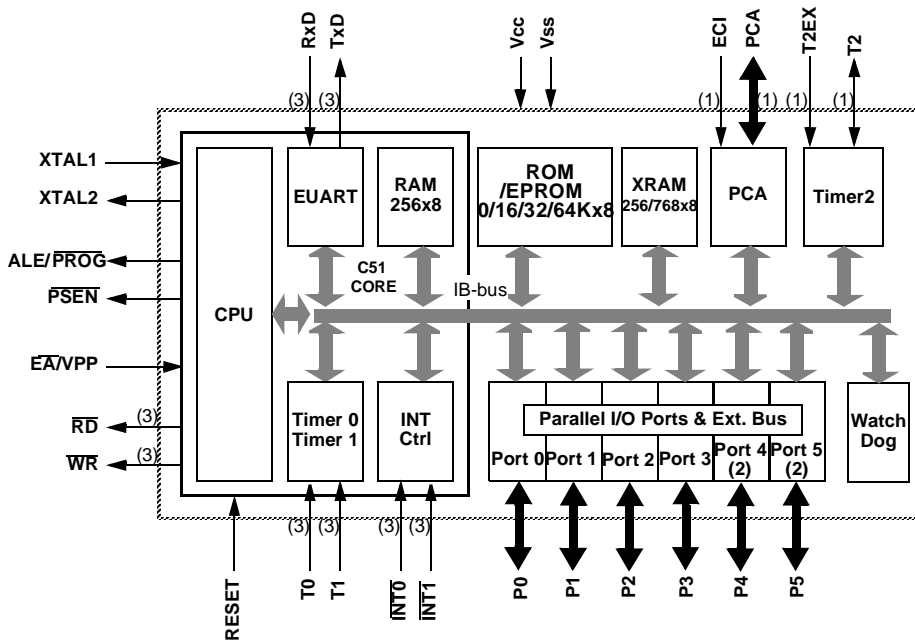 RxD
TxD
Vcc
Vss
ECI
PCA
T2EX
T2
(3) (3)
(1) (1) (1) (1)
XTAL1
XTAL2
ALE/PROG
PSEN
EA/VPP
RD
(3)
WR
(3)
CPU
EUART
RAM
256x8
ROM
/EPROM
0/16/32/64Kx8
XRAM
256/768x8
PCA
Timer2
C51
CORE
IB-bus
Timer 0
Timer 1
INT
Ctrl
Parallel I/O Ports & Ext. Bus
Port 0
Port 1
Port 2
Port 3
Port 4
(2)
Port 5
(2)
Watch
Dog
(3) (3)
(3) (3)
RESET
T0
T1
INT0
INT1
P0
P1
P2
P3
P4
P5